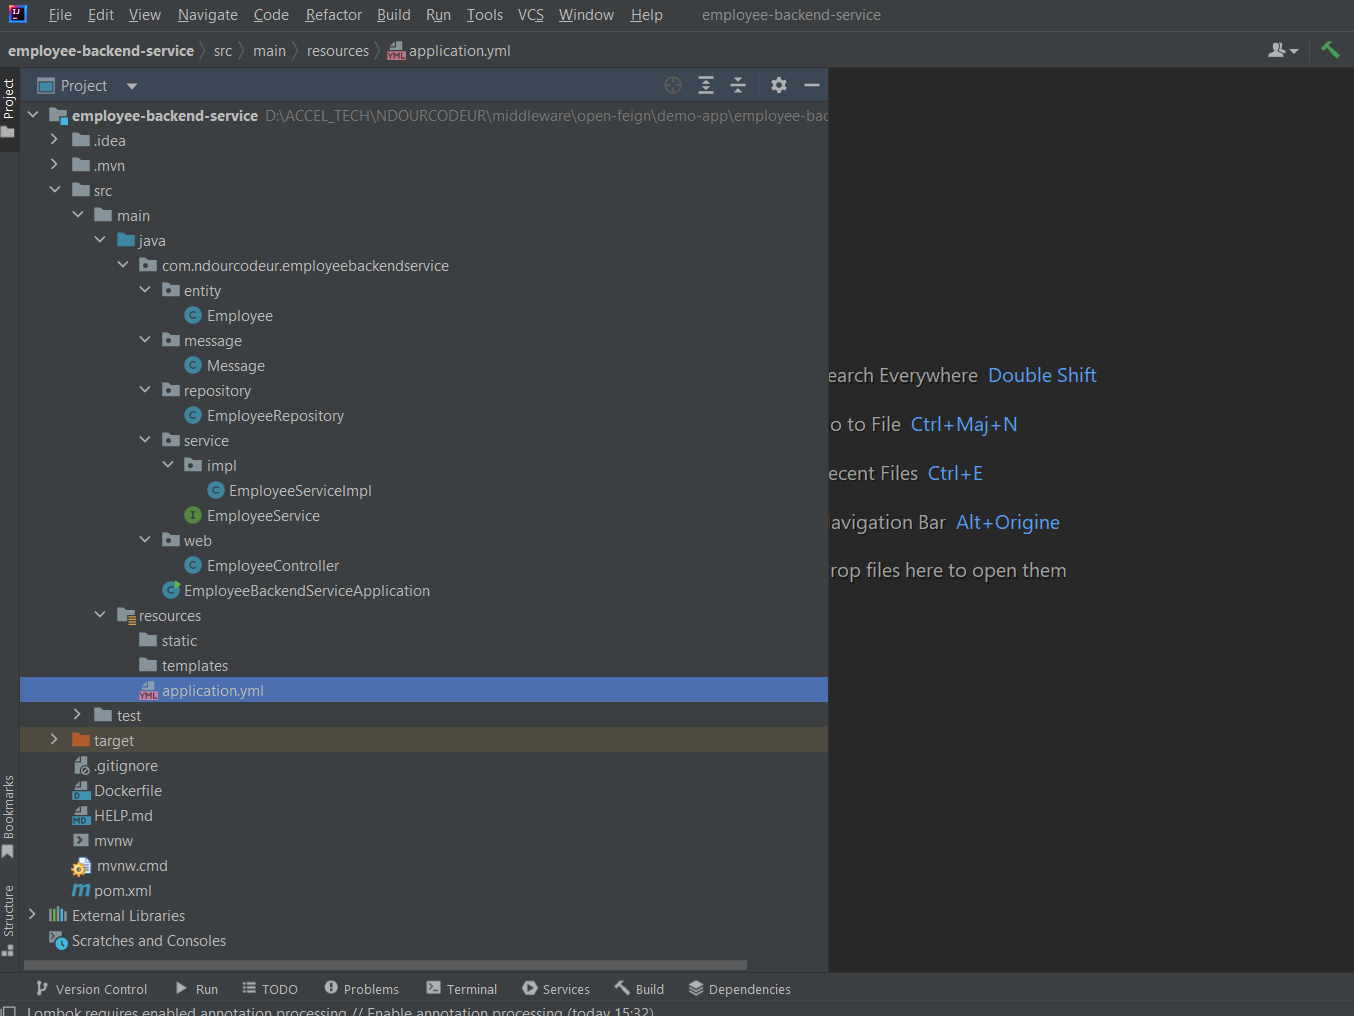 File Edit View Navigate Code Refactor Build Run Tools VCS Window Help employee-backend-service
employee-backend-service src main resources application.yml
Project
Project
employee-backend-service D:\ACCEL_TECH\NDOURCODEUR\middleware\open-feign\demo-app\employee-bac
.idea
.mvn
src
main
java
com.ndourcodeur.employeebackendservice
entity
Employee
message
Message
repository
EmployeeRepository
service
impl
EmployeeServiceImpl
EmployeeService
web
EmployeeController
EmployeeBackendServiceApplication
resources
static
templates
application.yml
test
target
.gitignore
Dockerfile
HELP.md
mvnw
mvnw.cmd
pom.xml
External Libraries
Scratches and Consoles
earch Everywhere Double Shift
o to File Ctrl+Maj+N
ecent Files Ctrl+E
avigation Bar Alt+Origine
rop files here to open them
Bookmarks
Structure
Version Control Run TODO Problems Terminal Services Build Dependencies
Lombok requires enabled annotation processing // Enable annotation processing (today 15:32)